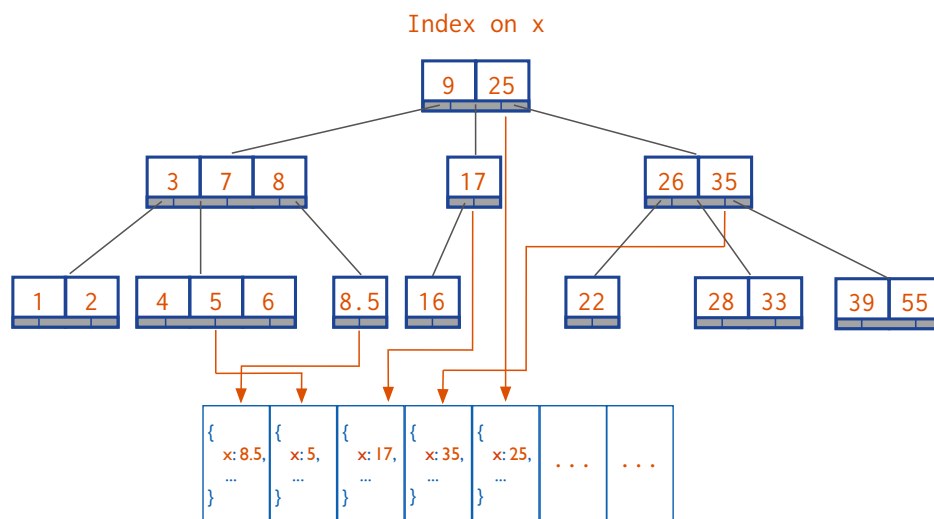 Index on x
9 25
3 7 8 17 26 35
1 2 4 5 6 8.5 16 22 28 33 39 55
{ { { { {
x: 8.5, x: 5, x: 17, x: 35, x: 25, ... ...
... ... ... ... ...
} } } } }